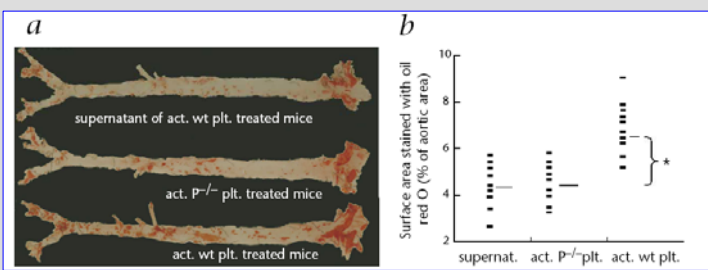 a
supernatant of act. wt plt. treated mice
act. P–/– plt. treated mice
act. wt plt. treated mice
b
Surface area stained with oil
red O (% of aortic area)
10
8
6
4
2
*
supernat. act. P–/–plt. act. wt plt.